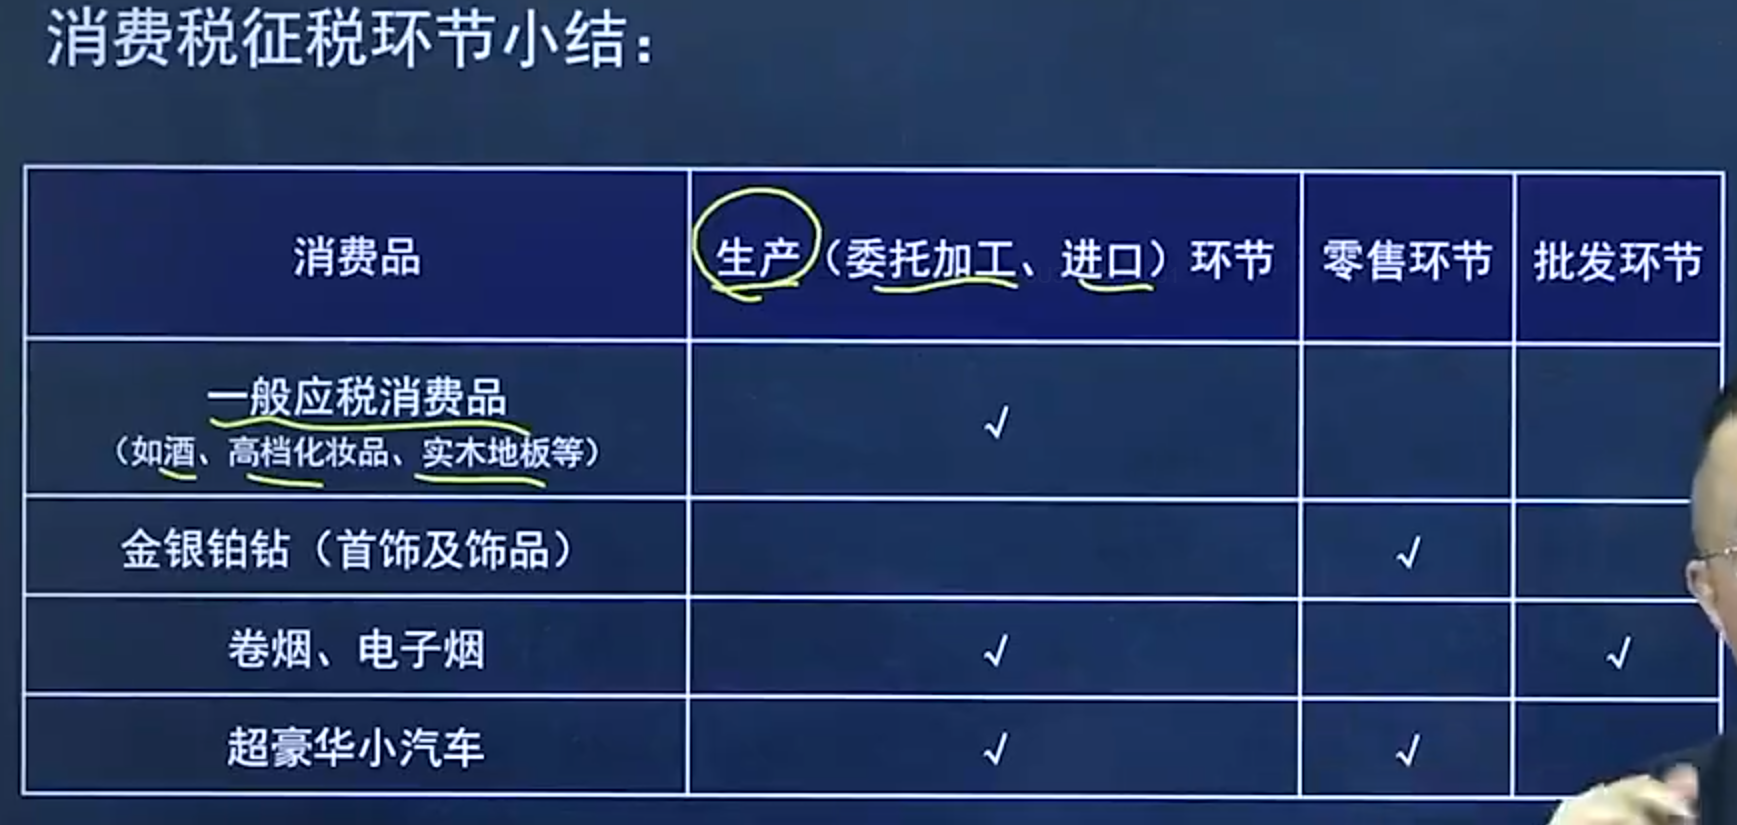 消费税征税环节小结：
消费品 生产（委托加工、进口）环节 零售环节 批发环节
一般应税消费品 √
（如酒、高档化妆品、实木地板等）
金银铂钻（首饰及饰品） √
卷烟、电子烟 √ √
超豪华小汽车 √ √